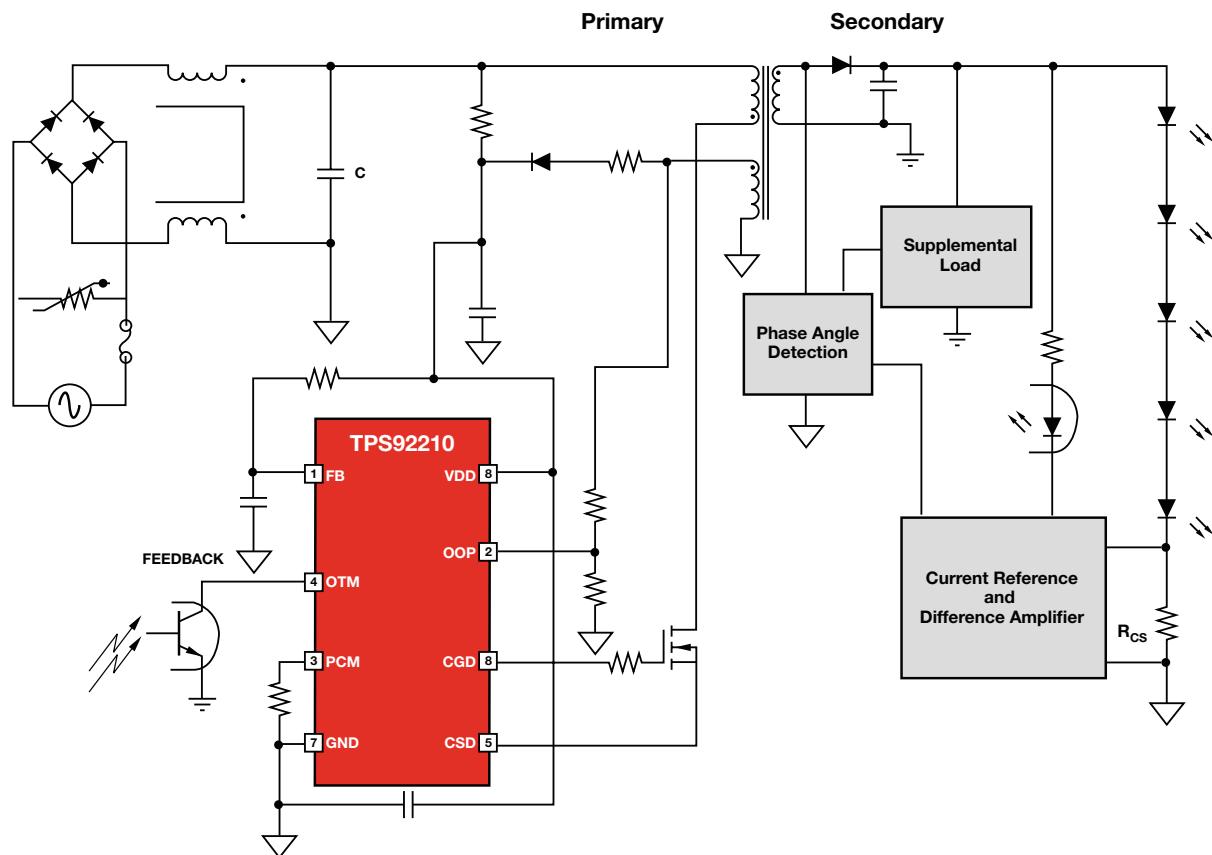 Primary
Secondary
C
Supplemental
Load
Phase Angle
Detection
TPS92210
1
FB
VDD
8
FEEDBACK
OOP
2
4
OTM
Current Reference
and
Difference Amplifier
RCS
3
PCM
CGD
8
7
GND
CSD
5